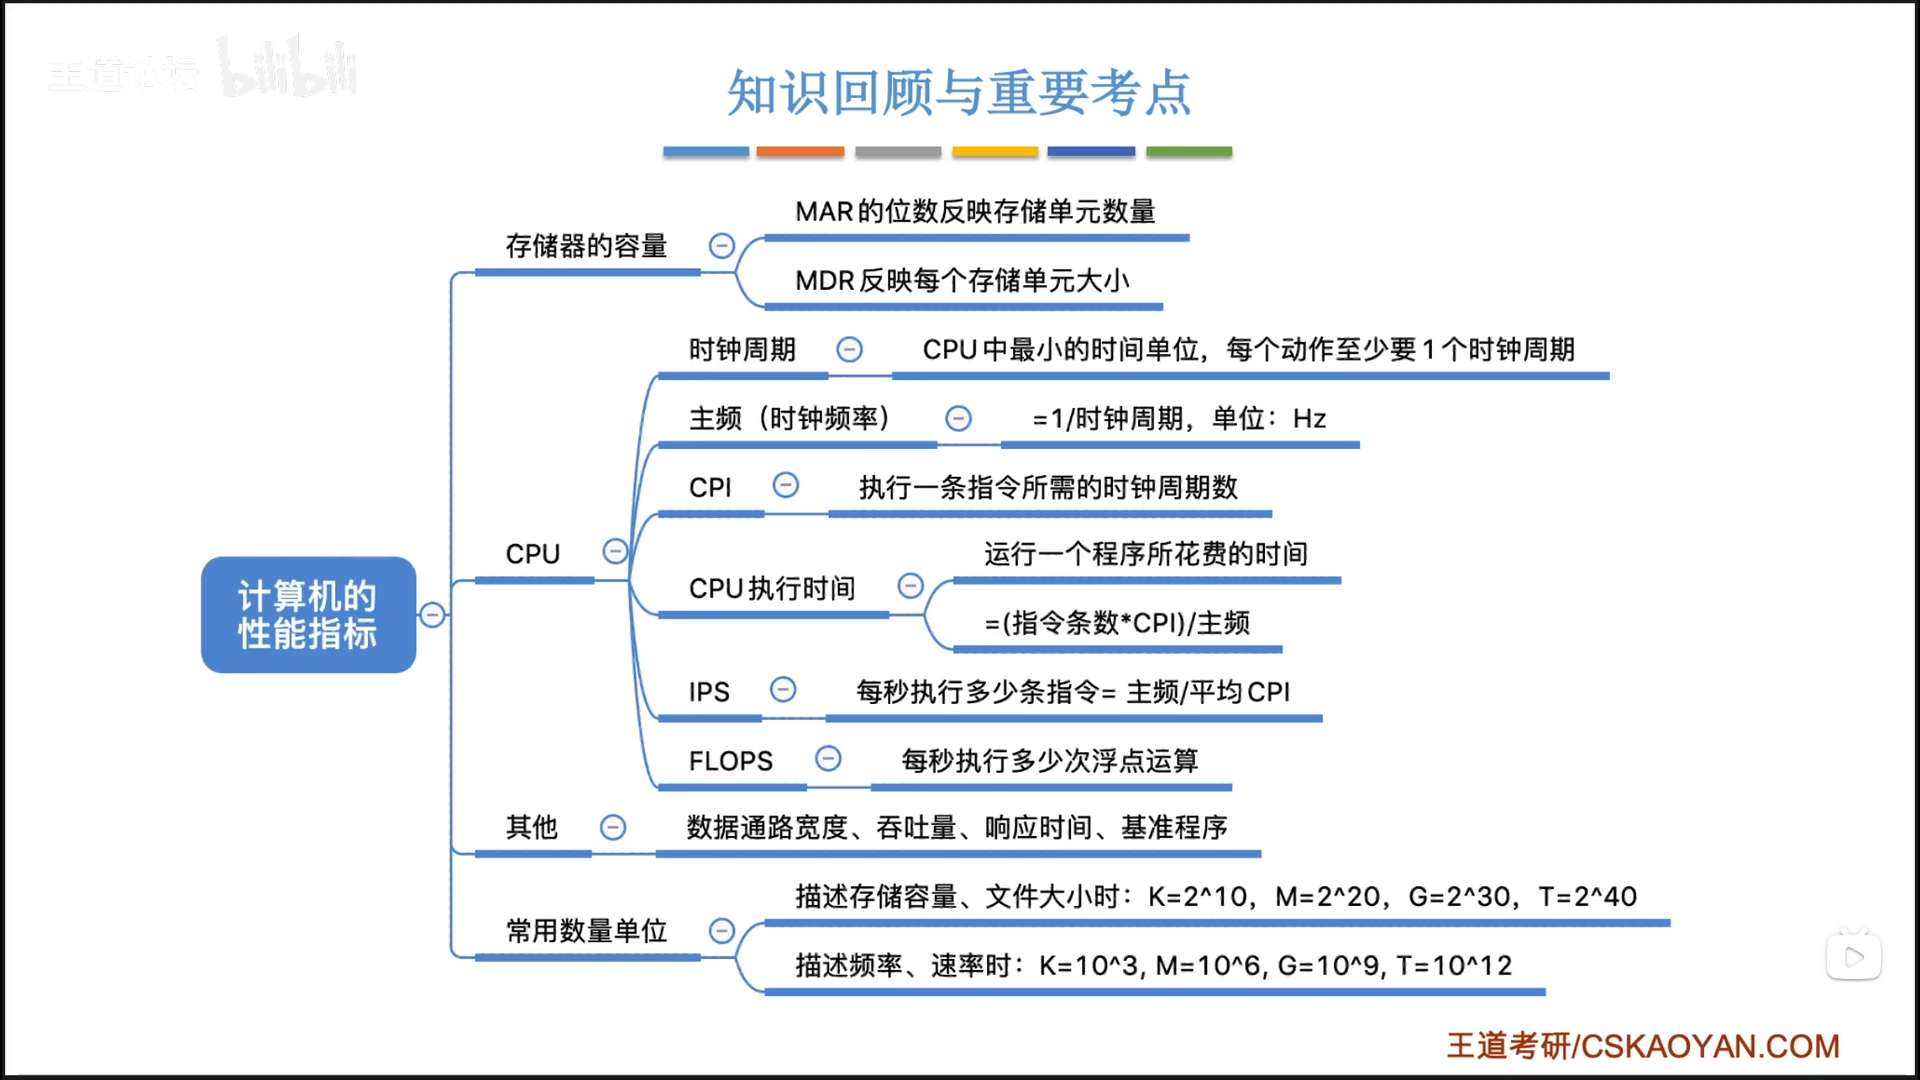 王道论坛 bilibili
知识回顾与重要考点
计算机的
性能指标
存储器的容量
MAR的位数反映存储单元数量
MDR反映每个存储单元大小
CPU
时钟周期
CPU中最小的时间单位，每个动作至少要1个时钟周期
主频（时钟频率）
=1/时钟周期，单位：Hz
CPI
执行一条指令所需的时钟周期数
CPU执行时间
运行一个程序所花费的时间
=(指令条数*CPI)/主频
IPS
每秒执行多少条指令= 主频/平均CPI
FLOPS
每秒执行多少次浮点运算
其他
数据通路宽度、吞吐量、响应时间、基准程序
常用数量单位
描述存储容量、文件大小时：K=2^10，M=2^20，G=2^30，T=2^40
描述频率、速率时：K=10^3, M=10^6, G=10^9, T=10^12
王道考研/CSKAOYAN.COM